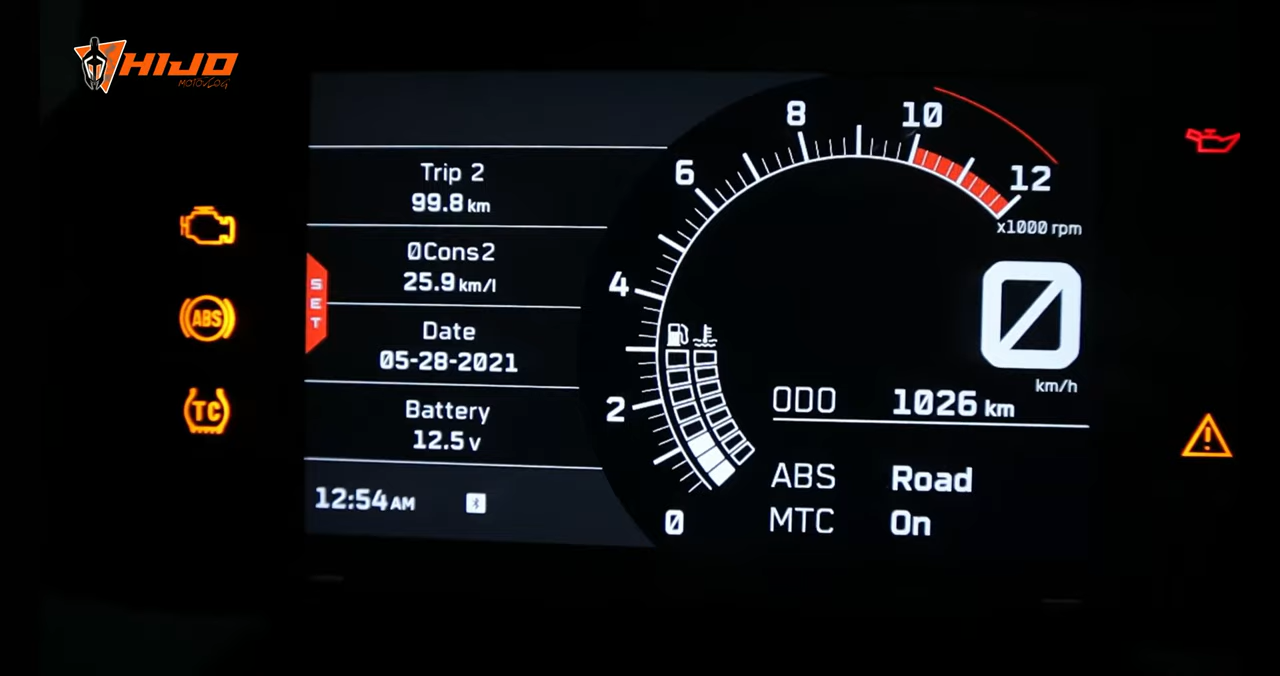 HIJO
MOTOVLOG
Trip 2
99.8 km
ØCons2
25.9 km/l
SET
Date
05-28-2021
Battery
12.5 v
12:54 AM
ABS
TC
0
2
4
6
8
10
12
x1000 rpm
0
km/h
ODO 1026 km
ABS Road
MTC On